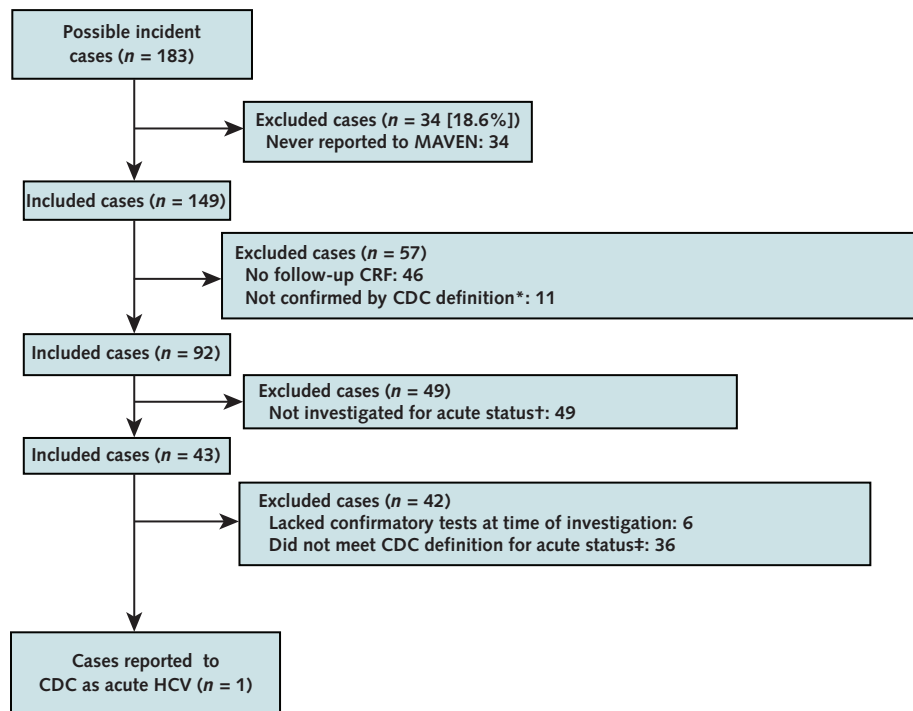 Possible incident
cases (n = 183)
Excluded cases (n = 34 [18.6%])
Never reported to MAVEN: 34
Included cases (n = 149)
Excluded cases (n = 57)
No follow-up CRF: 46
Not confirmed by CDC definition*: 11
Included cases (n = 92)
Excluded cases (n = 49)
Not investigated for acute status†: 49
Included cases (n = 43)
Excluded cases (n = 42)
Lacked confirmatory tests at time of investigation: 6
Did not meet CDC definition for acute status‡: 36
Cases reported to
CDC as acute HCV (n = 1)